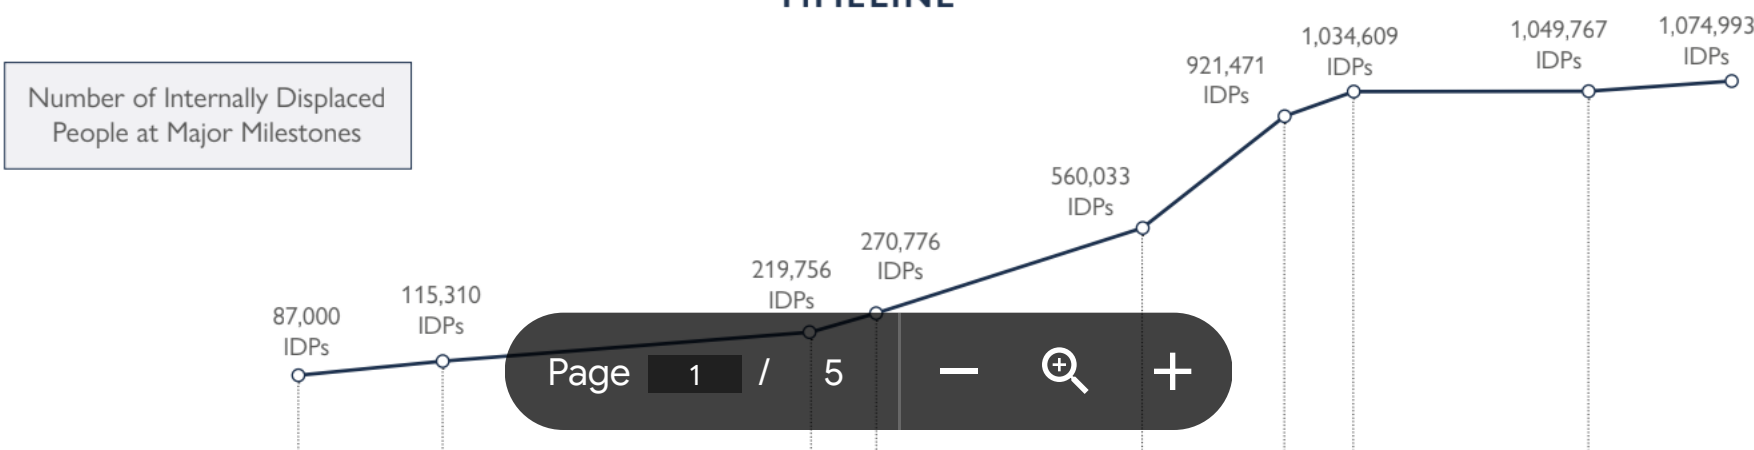 TIMELINE
Number of Internally Displaced
People at Major Milestones
87,000
IDPs
115,310
IDPs
219,756
IDPs
270,776
IDPs
560,033
IDPs
921,471
IDPs
1,034,609
IDPs
1,049,767
IDPs
1,074,993
IDPs
Page 1 / 5